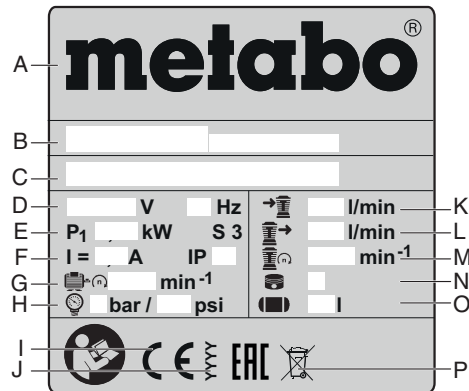 A metabo ®
B
C
D V Hz l/min K
E P1 , kW S 3 l/min L
F I = , A IP min-1 M
G n min-1 N
H bar / psi l O
I CE EAC
J P